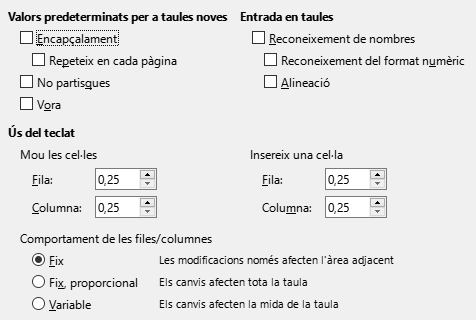 Valors predeterminats per a taules noves
Encapçalament
Repeteix en cada pàgina
No partisques
Vora
Entrada en taules
Reconeixement de nombres
Reconeixement del format numèric
Alineació
Ús del teclat
Mou les cel·les
Fila: 0,25
Columna: 0,25
Insereix una cel·la
Fila: 0,25
Columna: 0,25
Comportament de les files/columnes
Fix Les modificacions només afecten l'àrea adjacent
Fix, proporcional Els canvis afecten tota la taula
Variable Els canvis afecten la mida de la taula